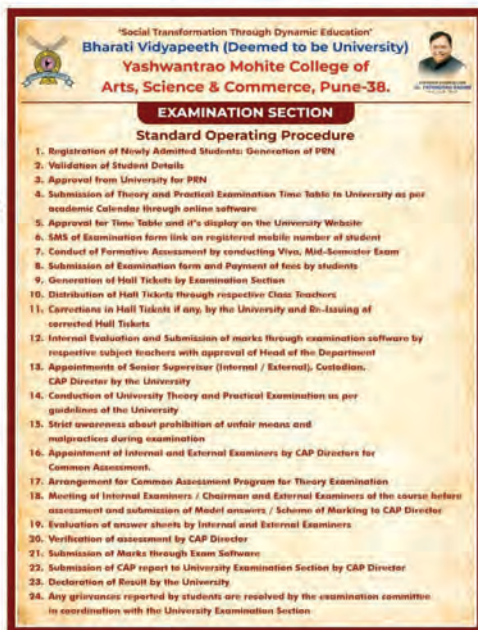 'Social Transformation Through Dynamic Education'
Bharati Vidyapeeth (Deemed to be University)
Yashwantrao Mohite College of
Arts, Science & Commerce, Pune-38.
EXAMINATION SECTION
Standard Operating Procedure
1. Registration of Newly Admitted Students: Generation of PRN
2. Validation of Student Details
3. Approval from University for PRN
4. Submission of Theory and Practical Examination Time Table to University as per
academic Calendar through online software
5. Approval for Time Table and it's display on the University Website
6. SMS of Examination form link on registered mobile number of student
7. Conduct of Formative Assessment by conducting Viva, Mid-Semester Exam
8. Submission of Examination form and Payment of fees by students
9. Generation of Hall Tickets by Examination Section
10. Distribution of Hall Tickets through respective Class Teachers
11. Corrections in Hall Tickets if any, by the University and Re-Issuing of
corrected Hall Tickets
12. Internal Evaluation and Submission of marks through examination software by
respective subject teachers with approval of Head of the Department
13. Appointments of Senior Supervisor (Internal / External), Custodian,
CAP Director by the University
14. Conduction of University Theory and Practical Examination as per
guidelines of the University
15. Strict awareness about prohibition of unfair means and
malpractices during examination
16. Appointment of Internal and External Examiners by CAP Directors for
Common Assessment.
17. Arrangement for Common Assessment Program for Theory Examination
18. Meeting of Internal Examiners / Chairman and External Examiners of the course before
assessment and submission of Model answers / Scheme of Marking to CAP Director
19. Evaluation of answer sheets by Internal and External Examiners
20. Verification of assessment by CAP Director
21. Submission of Marks through Exam Software
22. Submission of CAP report to University Examination Section by CAP Director
23. Declaration of Result by the University
24. Any grievances reported by students are resolved by the examination committee
in coordination with the University Examination Section